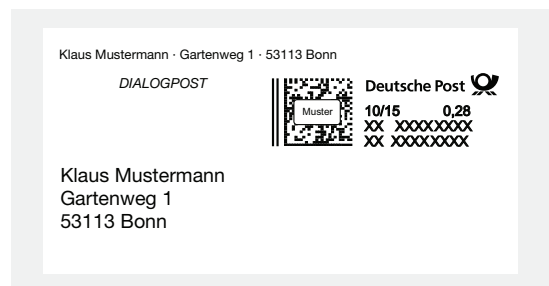 Klaus Mustermann · Gartenweg 1 · 53113 Bonn
DIALOGPOST
Muster
Deutsche Post
10/15 0,28
XX XXXXXXXX
XX XXXXXXXX
Klaus Mustermann
Gartenweg 1
53113 Bonn